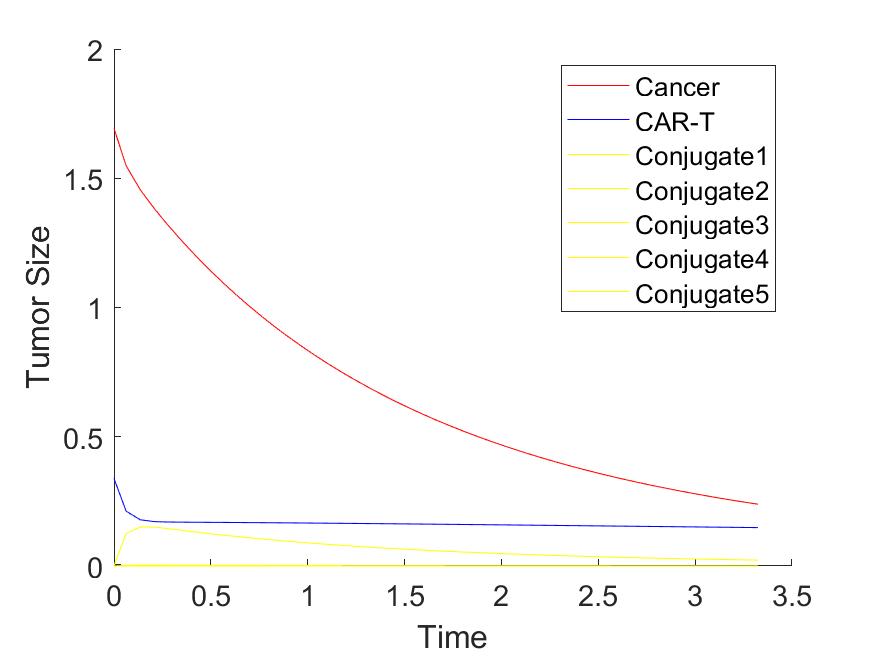 2
1.5
1
0.5
0
Tumor Size
0 0.5 1 1.5 2 2.5 3 3.5
Time
Cancer
CAR-T
Conjugate1
Conjugate2
Conjugate3
Conjugate4
Conjugate5